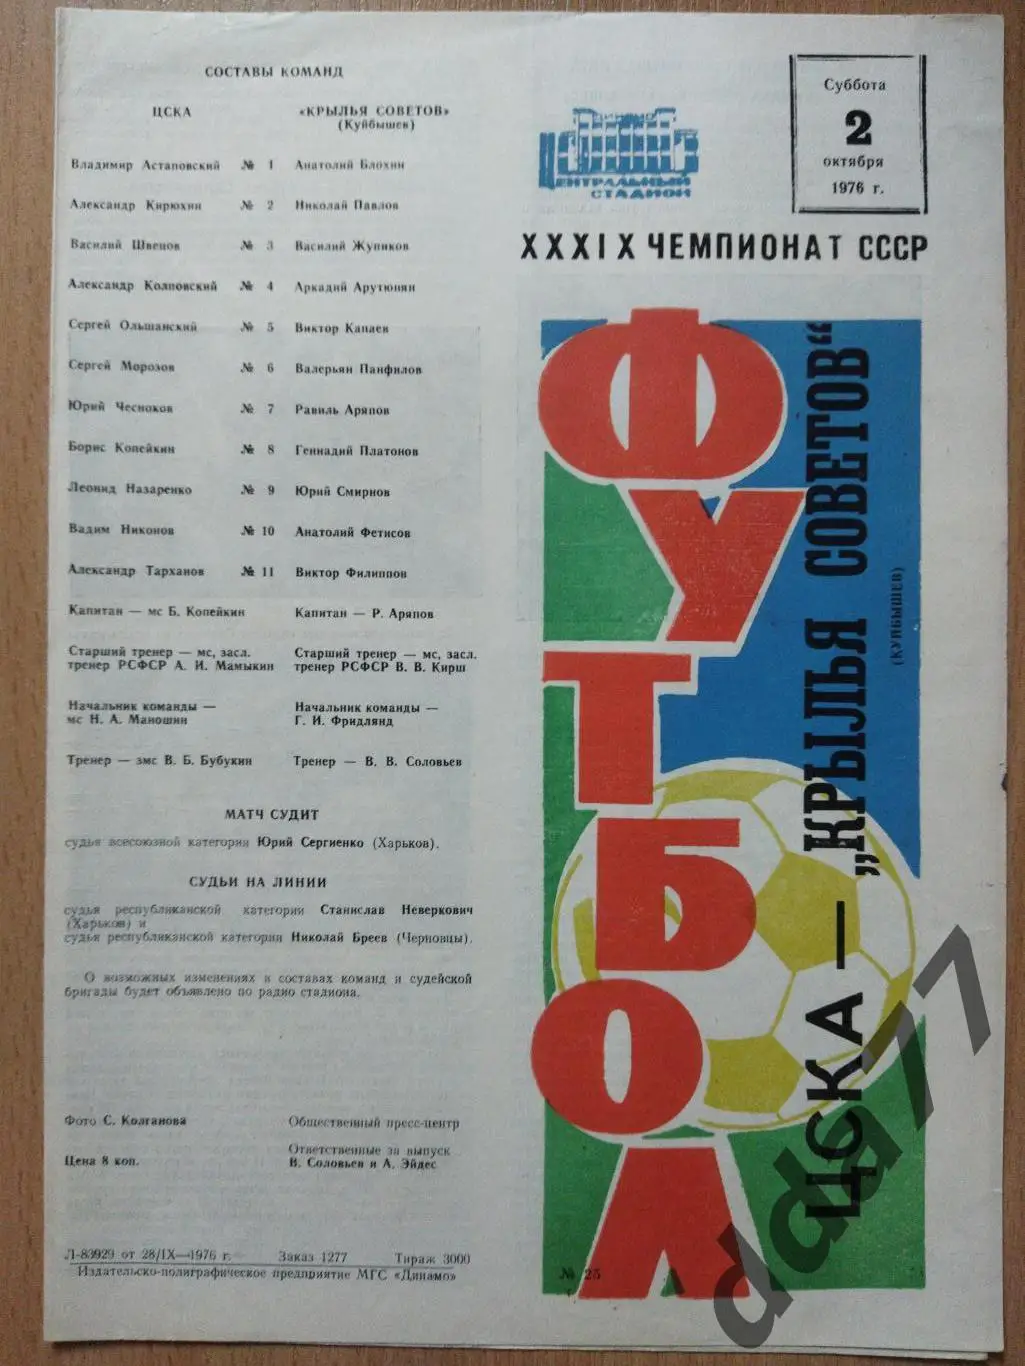 СОСТАВЫ КОМАНД
ЦСКА
«КРЫЛЬЯ СОВЕТОВ»
(Куйбышев)
Владимир Астаповский № 1 Анатолий Блохин
Александр Кирюхин № 2 Николай Павлов
Василий Швецов № 3 Василий Жупиков
Александр Колповский № 4 Аркадий Арутюнян
Сергей Ольшанский № 5 Виктор Капаев
Сергей Морозов № 6 Валерьян Панфилов
Юрий Чесноков № 7 Равиль Аряпов
Борис Копейкин № 8 Геннадий Платонов
Леонид Назаренко № 9 Юрий Смирнов
Вадим Никонов № 10 Анатолий Фетисов
Александр Тарханов № 11 Виктор Филиппов
Капитан — мс Б. Копейкин Капитан — Р. Аряпов
Старший тренер — мс, засл. Старший тренер — мс, засл.
тренер РСФСР А. И. Мамыкин тренер РСФСР В. В. Кирш
Начальник команды — Начальник команды —
мс Н. А. Маношин Г. И. Фридлянд
Тренер — змс В. Б. Бубукин Тренер — В. В. Соловьев
МАТЧ СУДИТ
судья всесоюзной категории Юрий Сергиенко (Харьков).
СУДЬИ НА ЛИНИИ
судья республиканской категории Станислав Неверкович
(Харьков) и
судья республиканской категории Николай Бреев (Черновцы).
О возможных изменениях в составах команд и судейской
бригады будет объявлено по радио стадиона.
Фото С. Колганова Общественный пресс-центр
Ответственные за выпуск
Цена 8 коп. В. Соловьев и А. Эйдес
Л-83929 от 28/IX—1976 г. Заказ 1277 Тираж 3000
Издательско-полиграфическое предприятие МГС «Динамо»
ДИНАМО
ЦЕНТРАЛЬНЫЙ
СТАДИОН
Суббота
2
октября
1976 г.
XXXIX ЧЕМПИОНАТ СССР
ФУТБОЛ
ЦСКА — „КРЫЛЬЯ СОВЕТОВ“
(КУЙБЫШЕВ)
№ 25
dda77